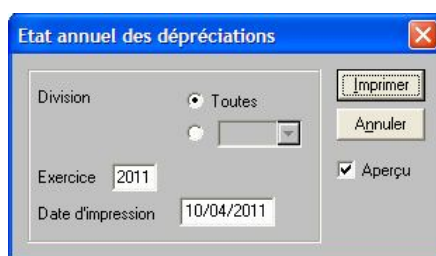 Etat annuel des dépréciations
Division
Toutes
Imprimer
Annuler
Exercice 2011
Aperçu
Date d'impression 10/04/2011